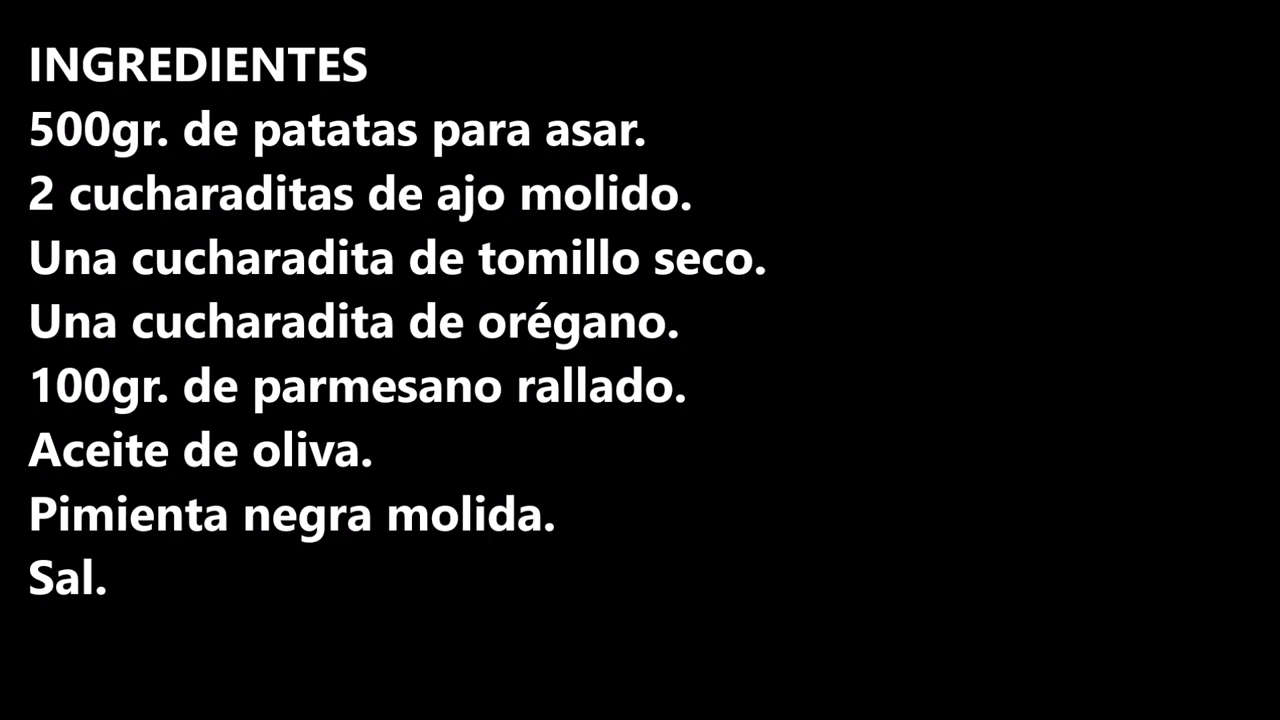 INGREDIENTES
500gr. de patatas para asar.
2 cucharaditas de ajo molido.
Una cucharadita de tomillo seco.
Una cucharadita de orégano.
100gr. de parmesano rallado.
Aceite de oliva.
Pimienta negra molida.
Sal.